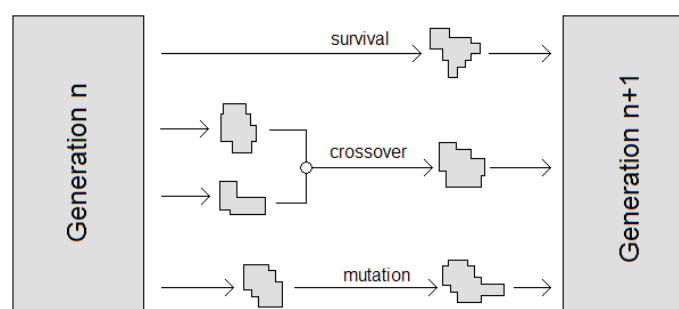 Generation n
survival
crossover
mutation
Generation n+1